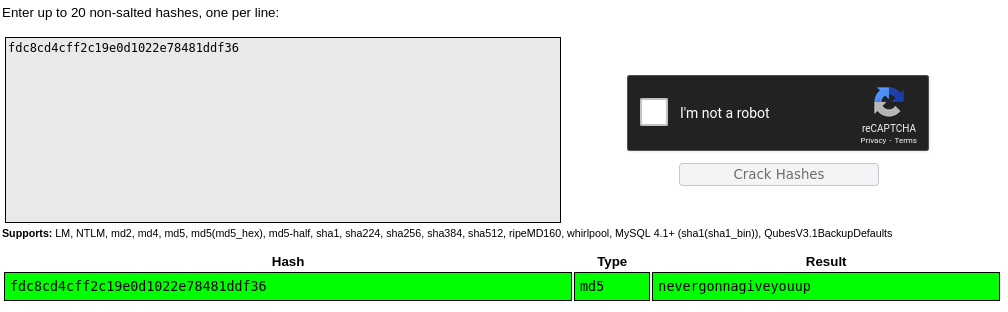 Enter up to 20 non-salted hashes, one per line:
fdc8cd4cff2c19e0d1022e78481ddf36
I'm not a robot
reCAPTCHA
Privacy - Terms
Crack Hashes
Supports: LM, NTLM, md2, md4, md5, md5(md5_hex), md5-half, sha1, sha224, sha256, sha384, sha512, ripeMD160, whirlpool, MySQL 4.1+ (sha1(sha1_bin)), QubesV3.1BackupDefaults
Hash Type Result
fdc8cd4cff2c19e0d1022e78481ddf36 md5 nevergonnagiveyouup